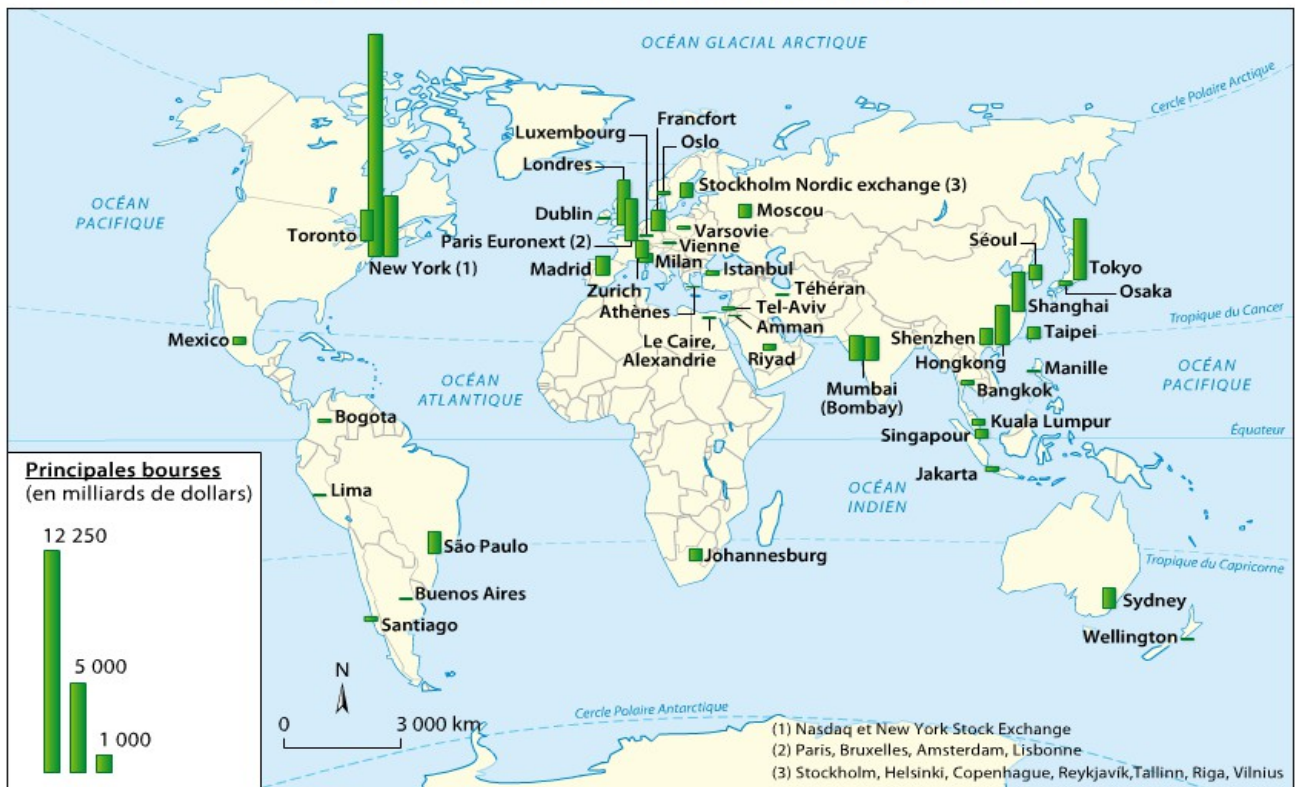 OCÉAN GLACIAL ARCTIQUE
Cercle Polaire Arctique
Francfort
Luxembourg
Oslo
Londres
Stockholm Nordic exchange (3)
OCÉAN
PACIFIQUE
Dublin
Moscou
Toronto
Varsovie
Paris Euronext (2)
Vienne
Séoul
New York (1)
Madrid
Milan
Istanbul
Tokyo
Zurich
Téhéran
Osaka
Athènes
Tel-Aviv
Shanghai
Amman
Tropique du Cancer
Mexico
Le Caire,
Alexandrie
Riyad
Shenzhen
Taipei
Hongkong
OCÉAN
ATLANTIQUE
Manille
OCÉAN
PACIFIQUE
Mumbai
(Bombay)
Bangkok
Bogota
Kuala Lumpur
Singapour
Équateur
Principales bourses
(en milliards de dollars)
12 250
5 000
1 000
Lima
Jakarta
OCÉAN
INDIEN
São Paulo
Johannesburg
Tropique du Capricorne
Buenos Aires
Sydney
Santiago
Wellington
N
0 3 000 km
Cercle Polaire Antarctique
(1) Nasdaq et New York Stock Exchange
(2) Paris, Bruxelles, Amsterdam, Lisbonne
(3) Stockholm, Helsinki, Copenhague, Reykjavík,Tallinn, Riga, Vilnius